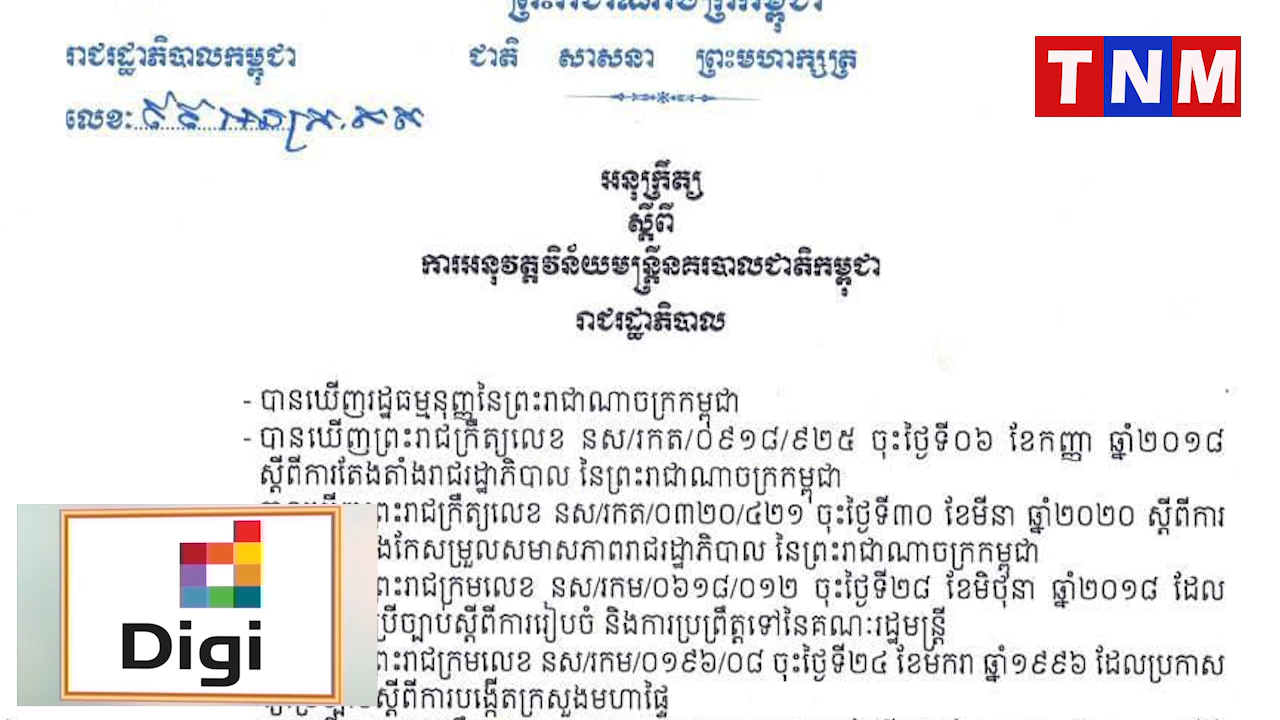 ព្រះរាជាណាចក្រកម្ពុជា
រាជរដ្ឋាភិបាលកម្ពុជា
ជាតិ សាសនា ព្រះមហាក្សត្រ
TNM
លេខៈ
អនុក្រឹត្យ
ស្តីពី
ការអនុវត្តវិន័យមន្ត្រីនគរបាលជាតិកម្ពុជា
រាជរដ្ឋាភិបាល
- បានឃើញរដ្ឋធម្មនុញ្ញនៃព្រះរាជាណាចក្រកម្ពុជា
- បានឃើញព្រះរាជក្រឹត្យលេខ នស/រកត/០៩១៨/៩២៥ ចុះថ្ងៃទី០៦ ខែកញ្ញា ឆ្នាំ២០១៨
ស្តីពីការតែងតាំងរាជរដ្ឋាភិបាល នៃព្រះរាជាណាចក្រកម្ពុជា
ព្រះរាជក្រឹត្យលេខ នស/រកត/០៣២០/៤២១ ចុះថ្ងៃទី៣០ ខែមីនា ឆ្នាំ២០២០ ស្តីពីការ
ងកែសម្រួលសមាសភាពរាជរដ្ឋាភិបាល នៃព្រះរាជាណាចក្រកម្ពុជា
ព្រះរាជក្រមលេខ នស/រកម/០៦១៨/០១២ ចុះថ្ងៃទី២៨ ខែមិថុនា ឆ្នាំ២០១៨ ដែល
ប្រើច្បាប់ស្តីពីការរៀបចំ និងការប្រព្រឹត្តទៅនៃគណៈរដ្ឋមន្ត្រី
ព្រះរាជក្រមលេខ នស/រកម/០១៩៦/០៨ ចុះថ្ងៃទី២៤ ខែមករា ឆ្នាំ១៩៩៦ ដែលប្រកាស
ស្តីពីការបង្កើតក្រសួងមហាផ្ទៃ
Digi